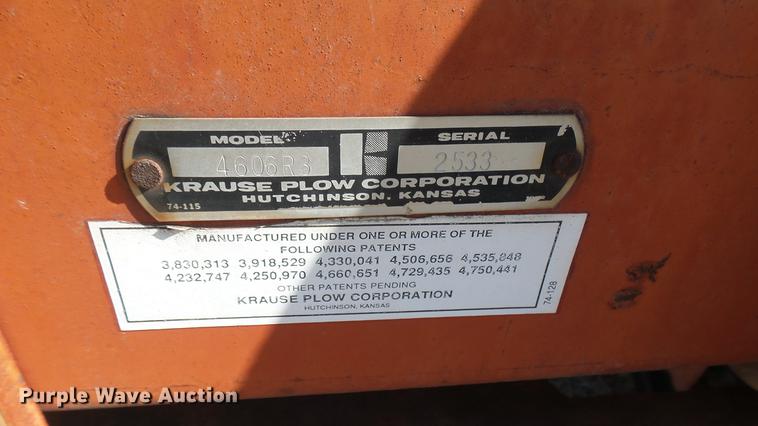 MODEL SERIAL
4606R3 2533
KRAUSE PLOW CORPORATION
74-115 HUTCHINSON, KANSAS
MANUFACTURED UNDER ONE OR MORE OF THE
FOLLOWING PATENTS
3,830,313 3,918,529 4,330,041 4,506,656 4,535,848
4,232,747 4,250,970 4,660,651 4,729,435 4,750,441
OTHER PATENTS PENDING
KRAUSE PLOW CORPORATION
HUTCHINSON, KANSAS
74-128
Purple Wave Auction